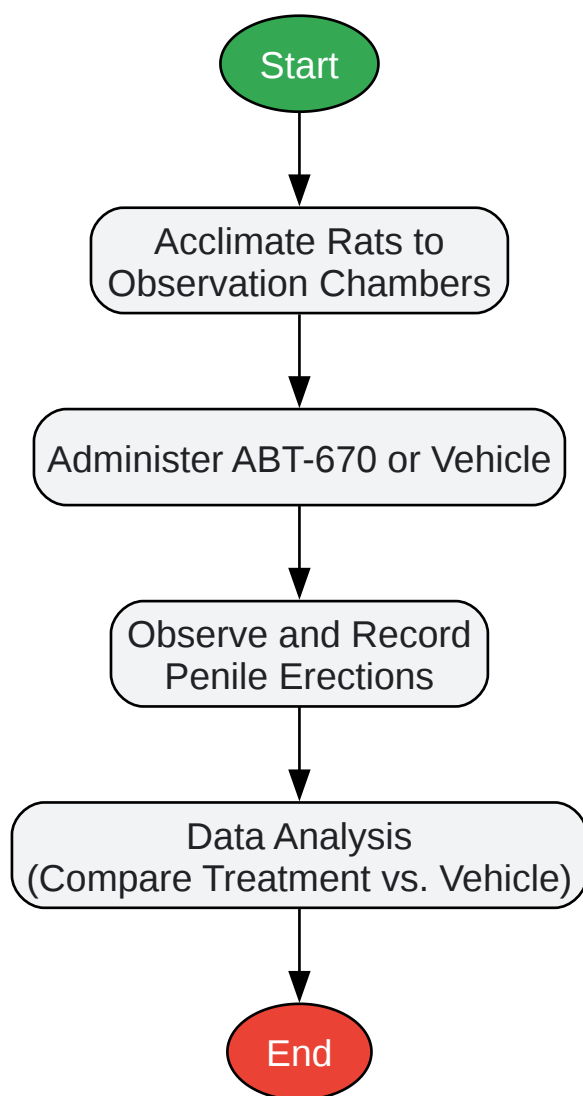 Start
Acclimate Rats to
Observation Chambers
Administer ABT-670 or Vehicle
Observe and Record
Penile Erections
Data Analysis
(Compare Treatment vs. Vehicle)
End